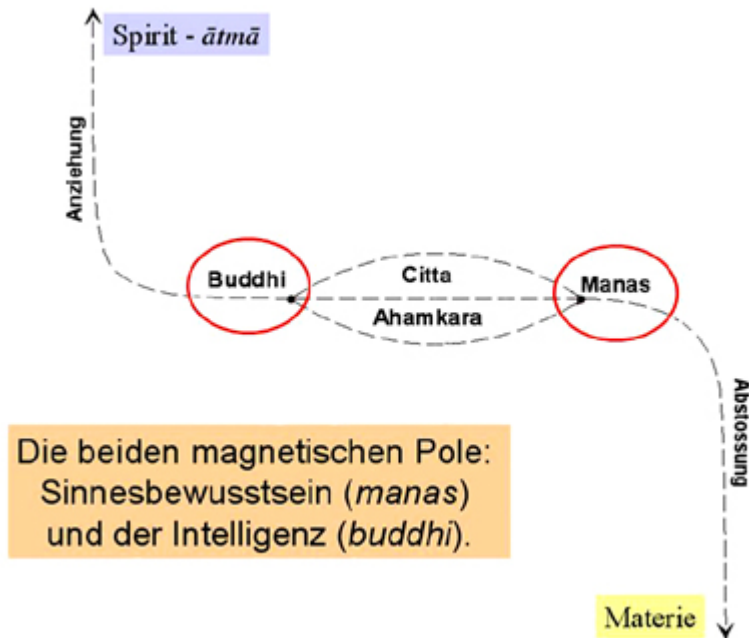 Spirit - ātmā
Anziehung
Buddhi
Citta
Manas
Ahamkara
Abstossung
Die beiden magnetischen Pole:
Sinnesbewusstsein (manas)
und der Intelligenz (buddhi).
Materie